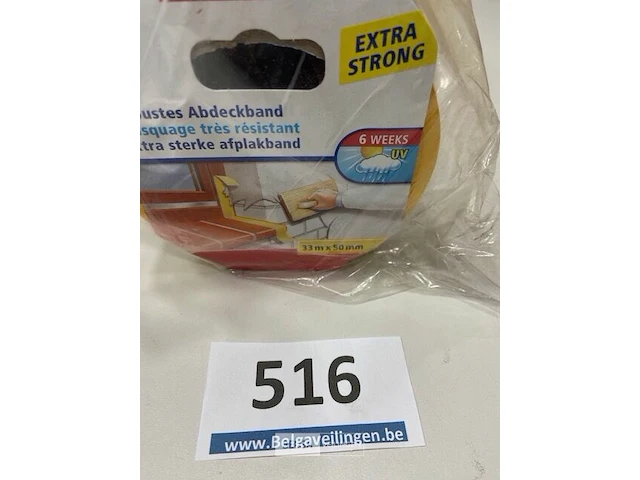 EXTRA
STRONG
ustes Abdeckband
squage très résistant
tra sterke afplakband
6 WEEKS
UV
33 m x 50 mm
516
www.Belgaveilingen.be